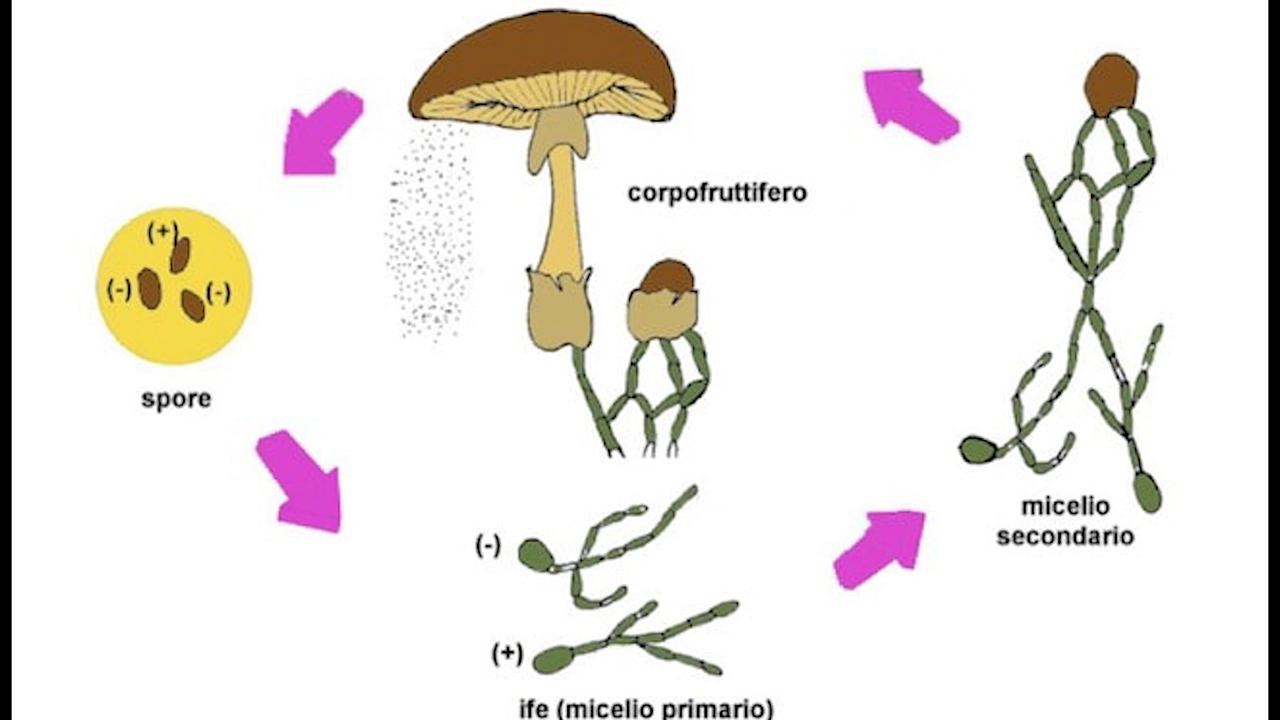 corpofruttifero
(+)
(-)
(-)
spore
(-)
(+)
ife (micelio primario)
micelio
secondario